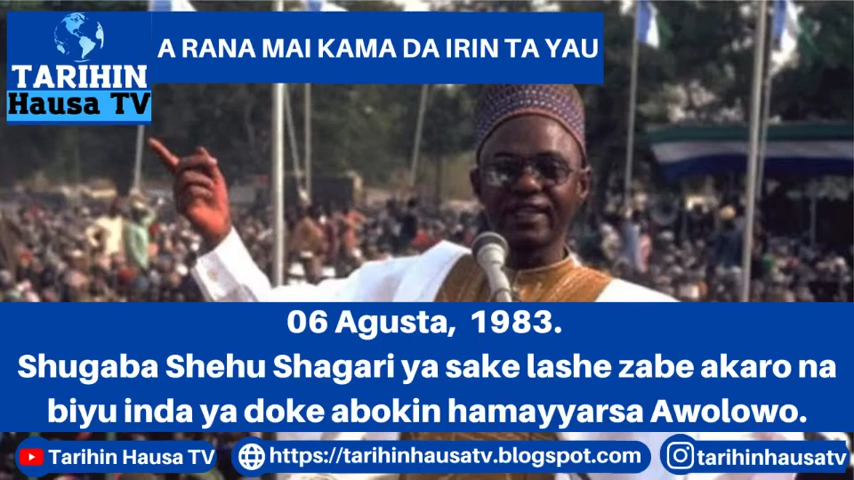 TARIHIN
Hausa TV
A RANA MAI KAMA DA IRIN TA YAU
06 Agusta, 1983.
Shugaba Shehu Shagari ya sake lashe zabe akaro na
biyu inda ya doke abokin hamayyarsa Awolowo.
Tarihin Hausa TV
https://tarihinhausatv.blogspot.com
tarihinhausatv